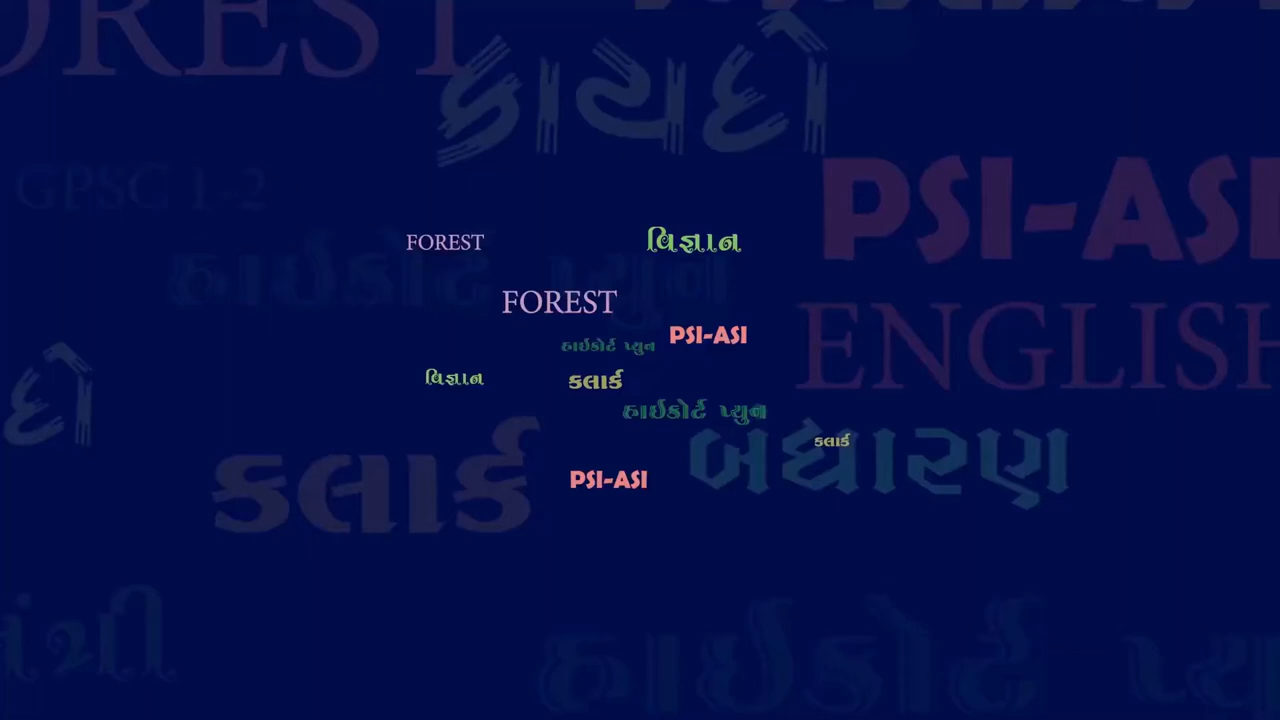 કાયદો
PSI-ASI
GPSC 1-2
FOREST
વિજ્ઞાન
હાઈકોર્ટ પ્યુન
FOREST
ENGLISH
PSI-ASI
હાઈકોર્ટ પ્યુન
વિજ્ઞાન
કલાર્ક
હાઈકોર્ટ પ્યુન
કલાર્ક
બધારણ
કલાર્ક
PSI-ASI
હાઈકોર્ટ